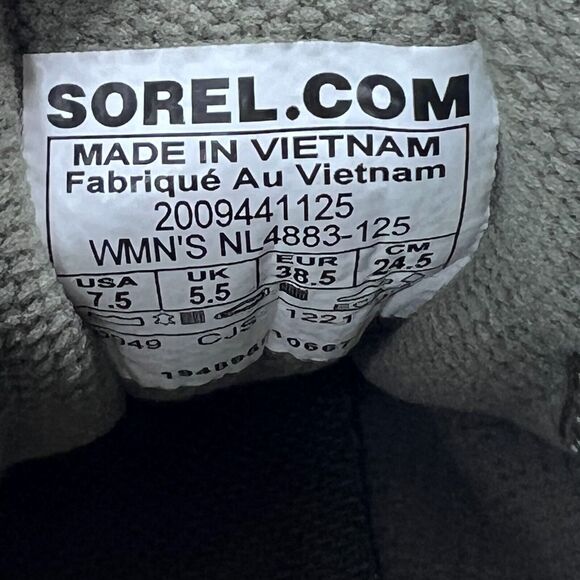 SOREL.COM
MADE IN VIETNAM
Fabriqué Au Vietnam
2009441125
WMN'S NL4883-125
USA UK EUR CM
7.5 5.5 38.5 24.5
CJS 1221